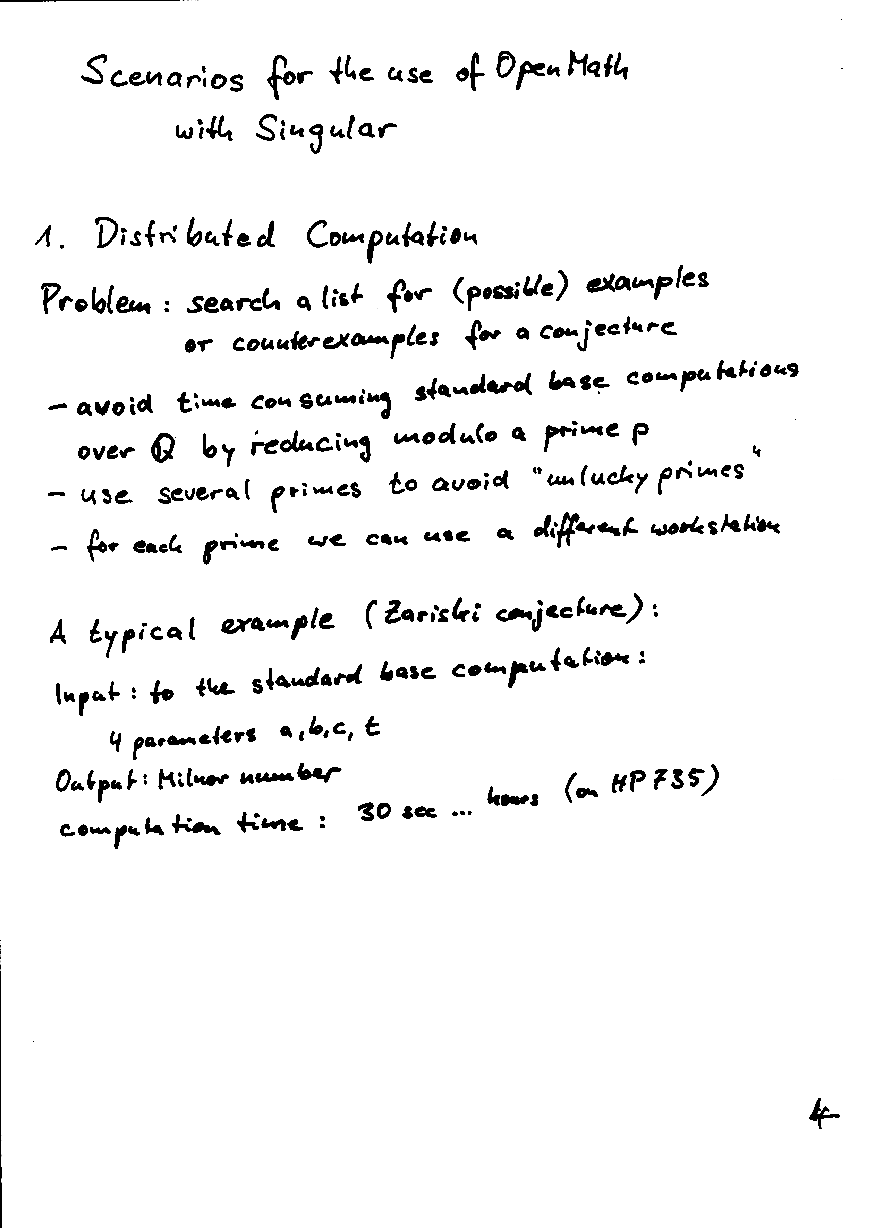 Scenarios for the use of OpenMath
with Singular
1. Distributed Computation
Problem: search a list for (possible) examples
or counterexamples for a conjecture
- avoid time consuming standard base computations
over Q by reducing modulo a prime p
- use several primes to avoid "unlucky primes"
- for each prime we can use a different workstation
A typical example (Zariski conjecture):
Input: to the standard base computation:
4 parameters a,b,c, t
Output: Milnor number
computation time: 30 sec ... hours (on HP735)
4